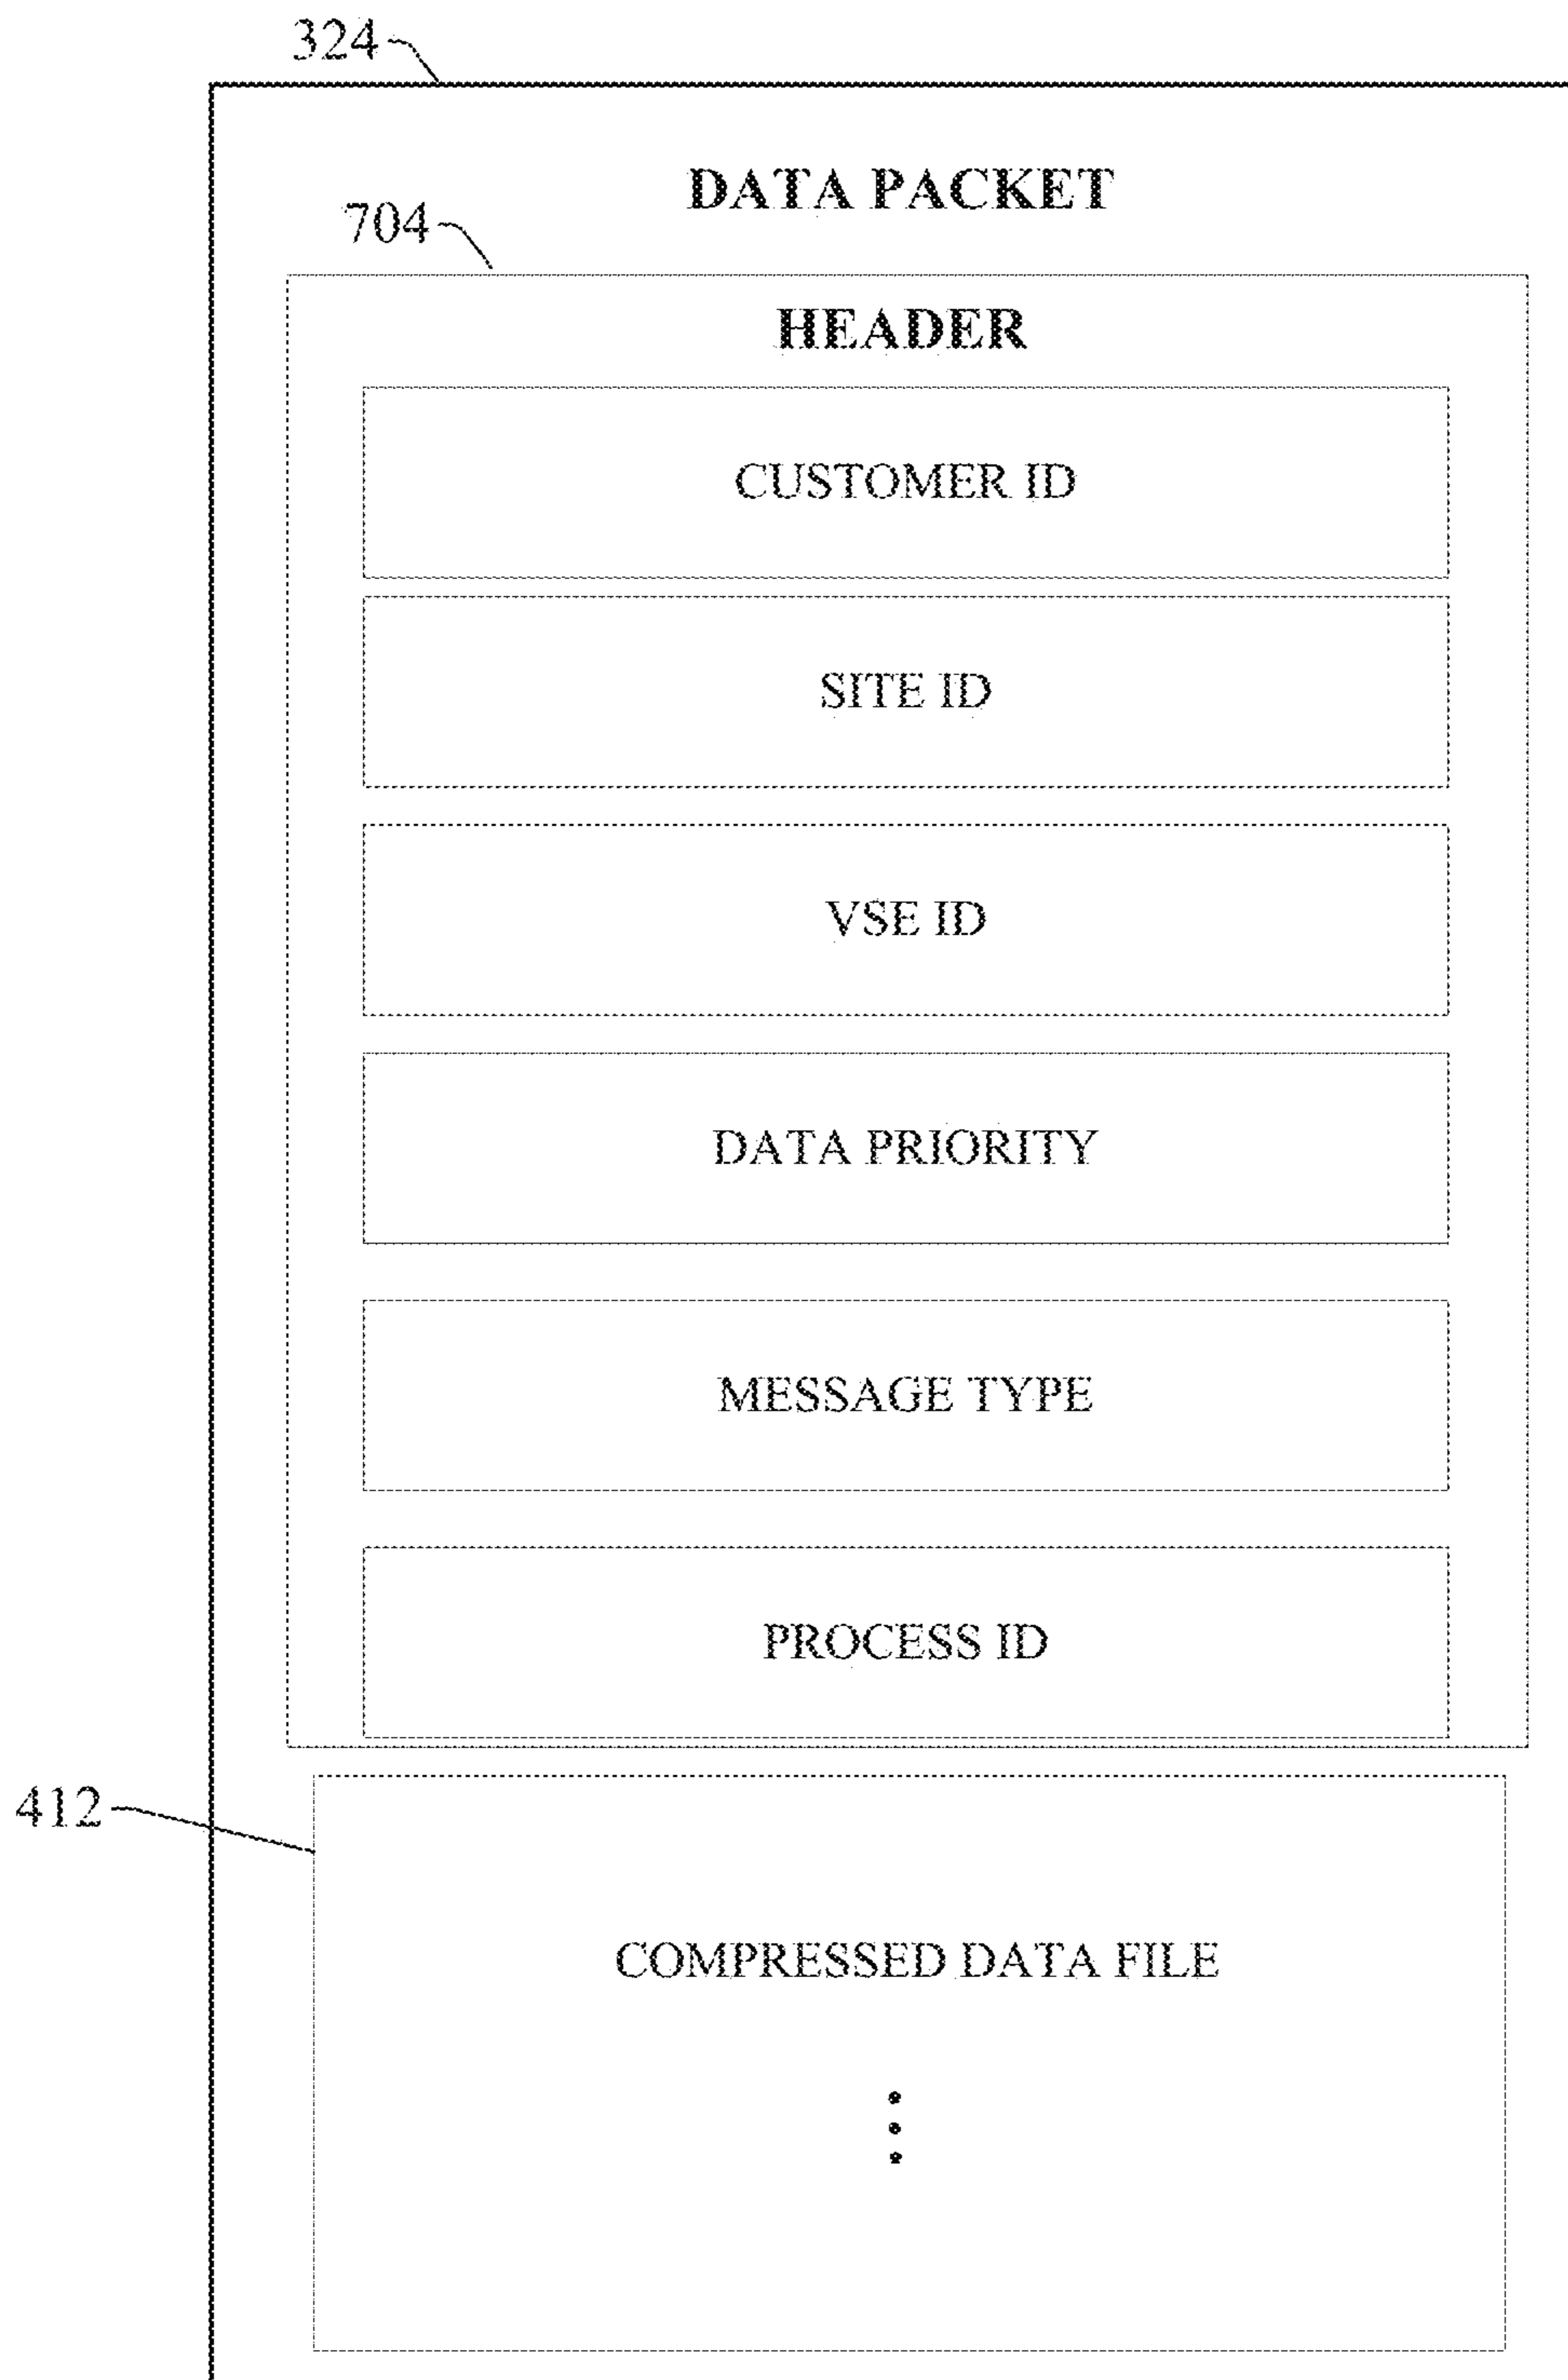 324
DATA PACKET
704
HEADER
CUSTOMER ID
SITE ID
VSE ID
DATA PRIORITY
MESSAGE TYPE
PROCESS ID
412
COMPRESSED DATA FILE